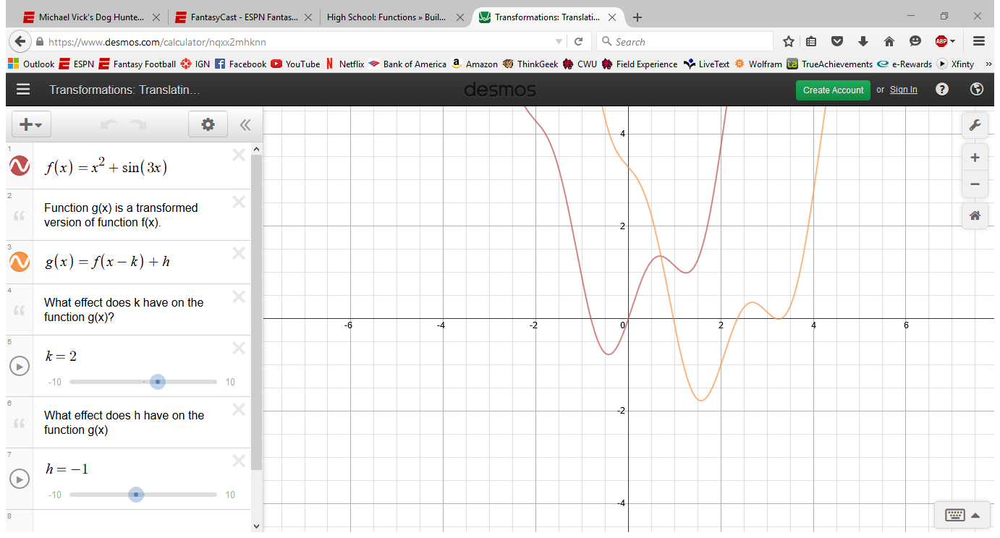 Michael Vick's Dog Hunte...
FantasyCast - ESPN Fantas...
High School: Functions » Buil...
Transformations: Translati...
https://www.desmos.com/calculator/nqxx2mhknn
Search
ABP
Outlook ESPN Fantasy Football IGN Facebook YouTube Netflix Bank of America Amazon ThinkGeek CWU Field Experience LiveText Wolfram TrueAchievements e-Rewards Xfinty
Transformations: Translatin...
desmos
Create Account or Sign In
1
f(x) = x² + sin(3x)
2
Function g(x) is a transformed
version of function f(x).
3
g(x) = f(x − k) + h
4
What effect does k have on the
function g(x)?
5
k = 2
-10 10
6
What effect does h have on the
function g(x)
7
h = −1
-10 10
8
4
2
-6 -4 -2 0 2 4 6
-2
-4